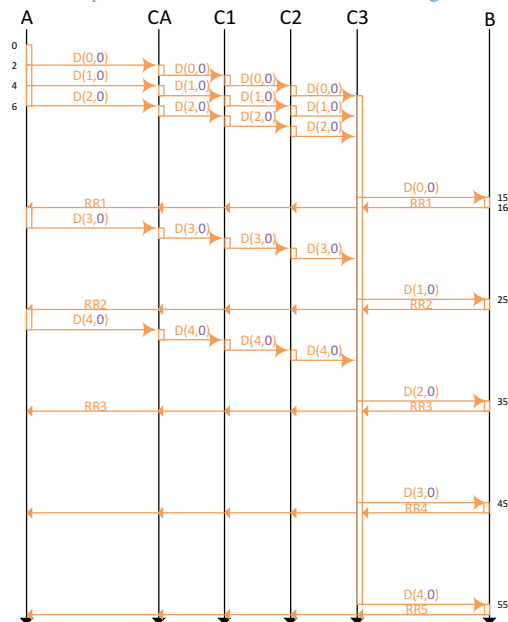 A CA C1 C2 C3 B
0
2 D(0,0) D(0,0)
4 D(1,0) D(1,0) D(0,0) D(0,0)
6 D(2,0) D(2,0) D(1,0) D(1,0)
D(2,0) D(2,0)
D(0,0) 15
RR1 RR1 16
D(3,0) D(3,0)
D(3,0) D(3,0)
D(1,0) 25
RR2 RR2
D(4,0) D(4,0)
D(4,0) D(4,0)
D(2,0) 35
RR3 RR3
D(3,0) 45
RR4
D(4,0) 55
RR5